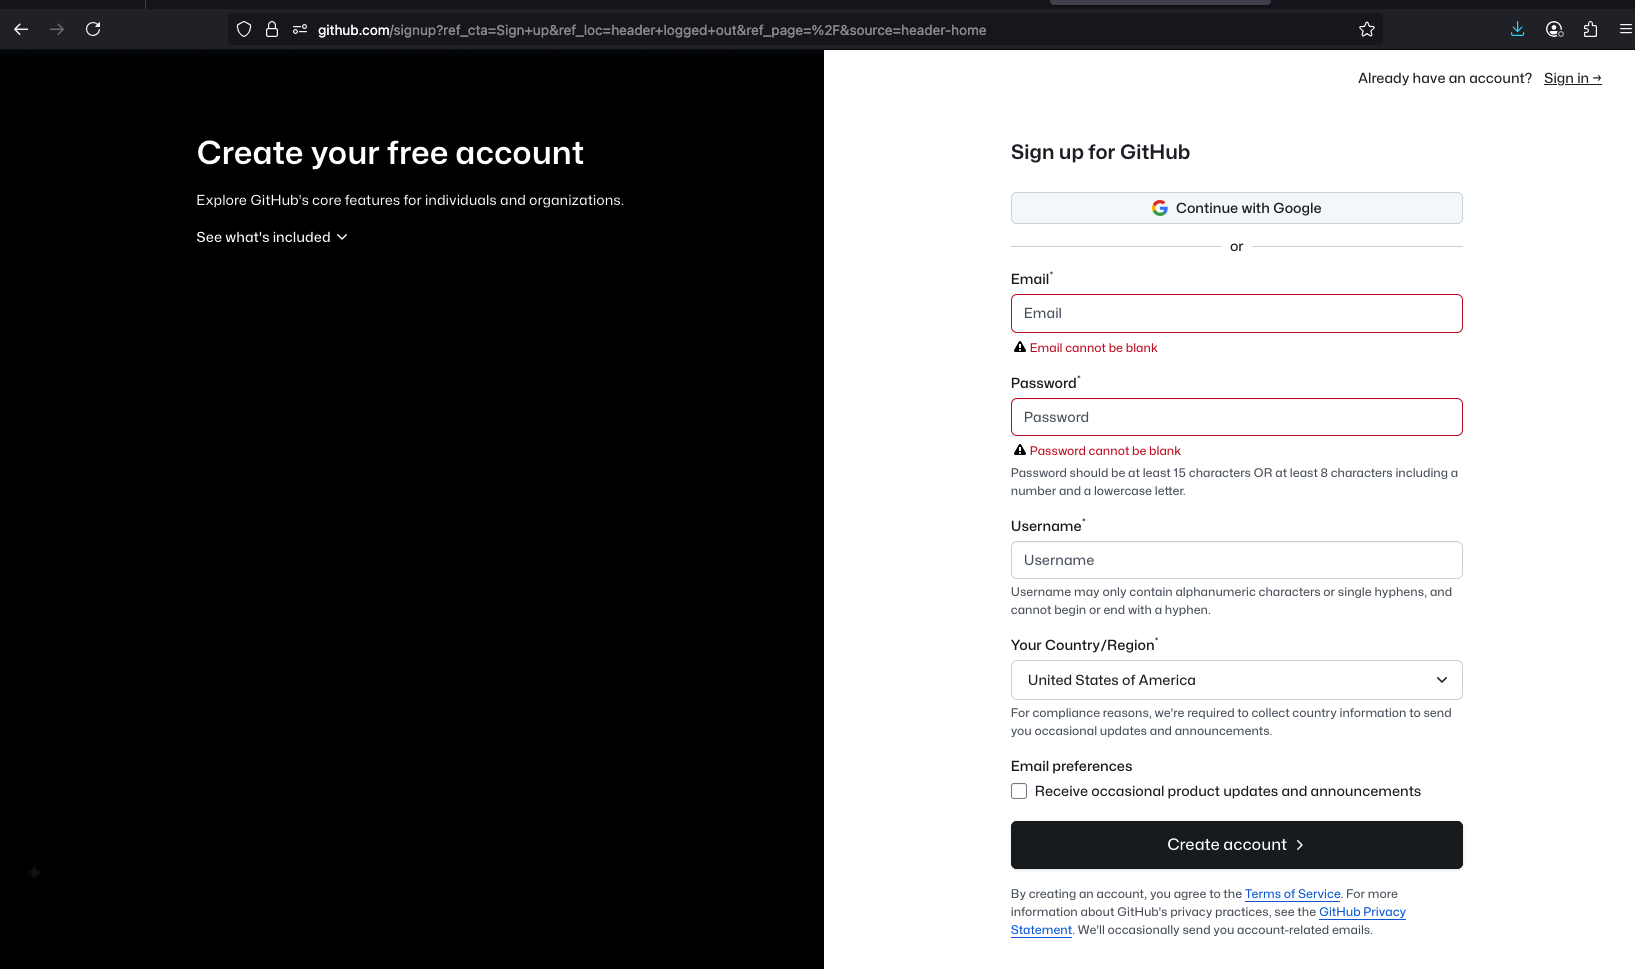 github.com/signup?ref_cta=Sign+up&ref_loc=header+logged+out&ref_page=%2F&source=header-home
Already have an account? Sign in →
Create your free account
Explore GitHub's core features for individuals and organizations.
See what's included
Sign up for GitHub
Continue with Google
or
Email*
Email
Email cannot be blank
Password*
Password
Password cannot be blank
Password should be at least 15 characters OR at least 8 characters including a
number and a lowercase letter.
Username*
Username
Username may only contain alphanumeric characters or single hyphens, and
cannot begin or end with a hyphen.
Your Country/Region*
United States of America
For compliance reasons, we're required to collect country information to send
you occasional updates and announcements.
Email preferences
Receive occasional product updates and announcements
Create account
By creating an account, you agree to the Terms of Service. For more
information about GitHub's privacy practices, see the GitHub Privacy
Statement. We'll occasionally send you account-related emails.